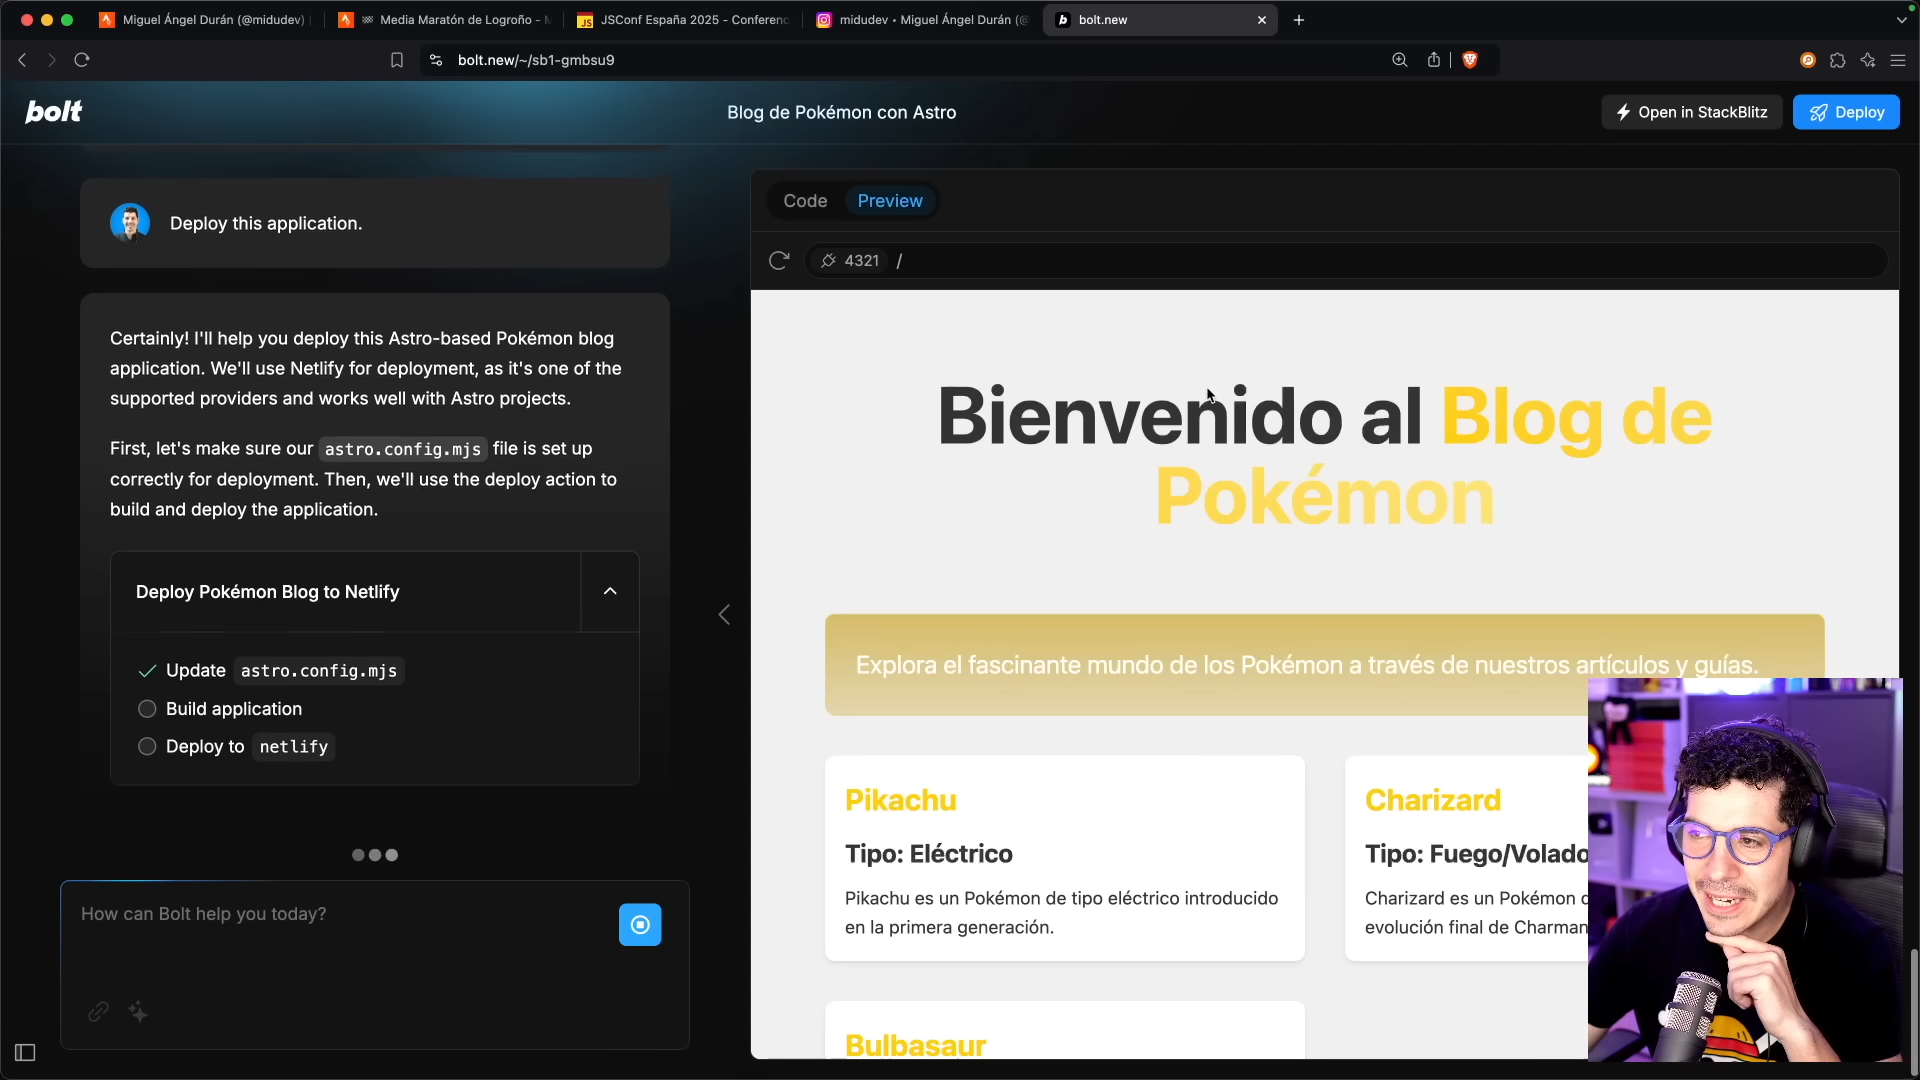 Miguel Ángel Durán (@midudev)
Media Maratón de Logroño -
JSConf España 2025 - Conferenc
midudev • Miguel Ángel Durán (@
bolt.new
bolt.new/~/sb1-gmbsu9
bolt
Blog de Pokémon con Astro
Open in StackBlitz
Deploy
Deploy this application.
Certainly! I'll help you deploy this Astro-based Pokémon blog
application. We'll use Netlify for deployment, as it's one of the
supported providers and works well with Astro projects.
First, let's make sure our astro.config.mjs file is set up
correctly for deployment. Then, we'll use the deploy action to
build and deploy the application.
Deploy Pokémon Blog to Netlify
Update astro.config.mjs
Build application
Deploy to netlify
How can Bolt help you today?
Code
Preview
4321 /
Bienvenido al Blog de
Pokémon
Explora el fascinante mundo de los Pokémon a través de nuestros artículos y guías.
Pikachu
Tipo: Eléctrico
Pikachu es un Pokémon de tipo eléctrico introducido
en la primera generación.
Charizard
Tipo: Fuego/Volado
Charizard es un Pokémon d
evolución final de Charman
Bulbasaur